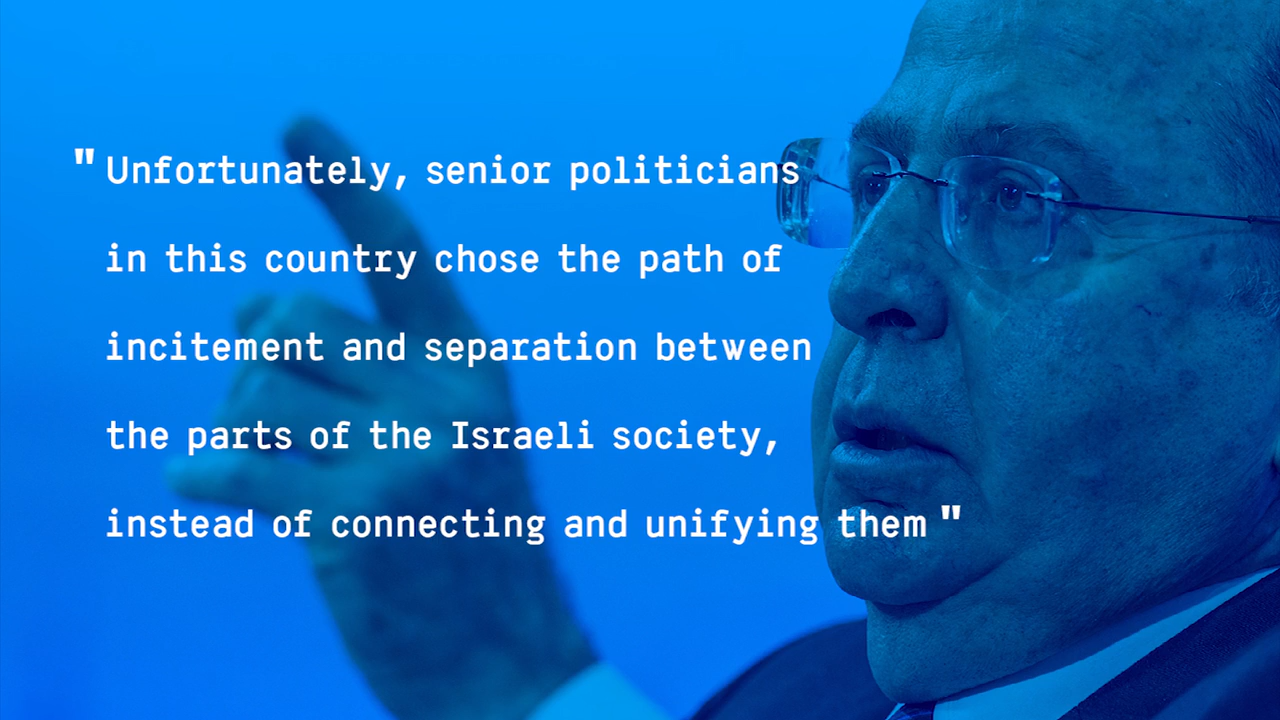 "Unfortunately, senior politicians
in this country chose the path of
incitement and separation between
the parts of the Israeli society,
instead of connecting and unifying them"